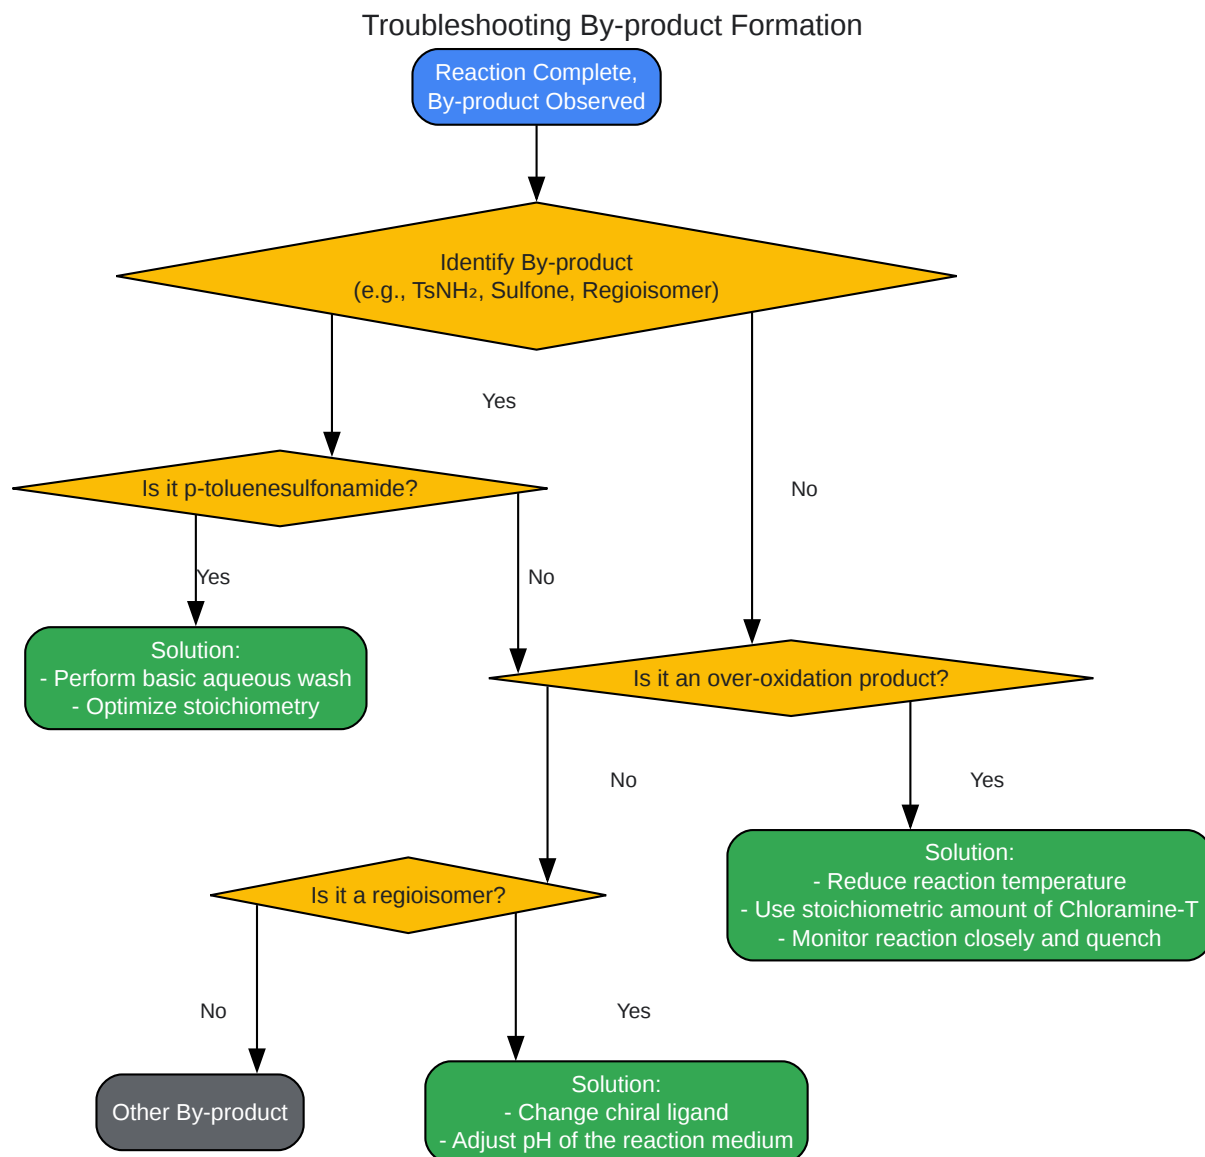 Troubleshooting By-product Formation
Reaction Complete,
By-product Observed
Identify By-product
(e.g., TsNH₂, Sulfone, Regioisomer)
Yes
No
Is it p-toluenesulfonamide?
Yes
No
Solution:
- Perform basic aqueous wash
- Optimize stoichiometry
Is it an over-oxidation product?
No
Yes
Solution:
- Reduce reaction temperature
- Use stoichiometric amount of Chloramine-T
- Monitor reaction closely and quench
Is it a regioisomer?
No
Yes
Other By-product
Solution:
- Change chiral ligand
- Adjust pH of the reaction medium